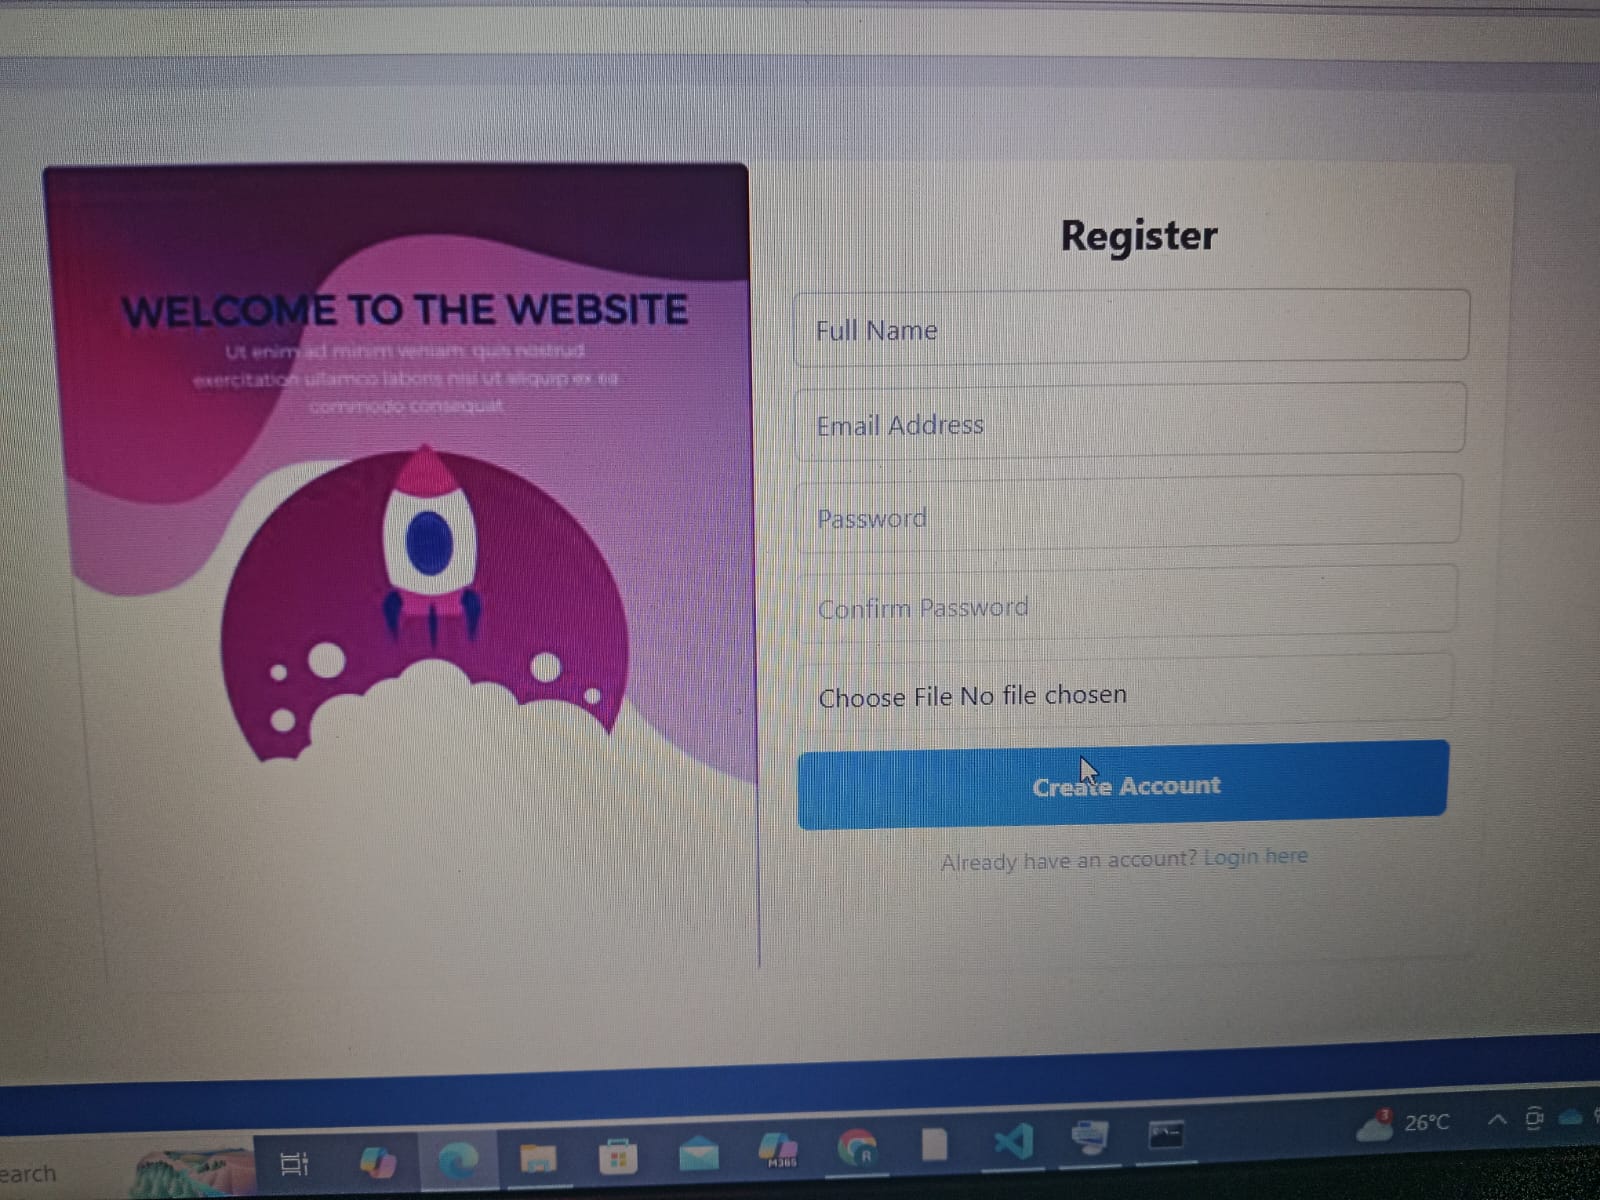 WELCOME TO THE WEBSITE
Ut enim ad minim veniam, quis nostrud
exercitation ullamco laboris nisi ut aliquip ex ea
commodo consequat
Register
Full Name
Email Address
Password
Confirm Password
Choose File No file chosen
Create Account
Already have an account? Login here
earch
M365
R
3
26°C